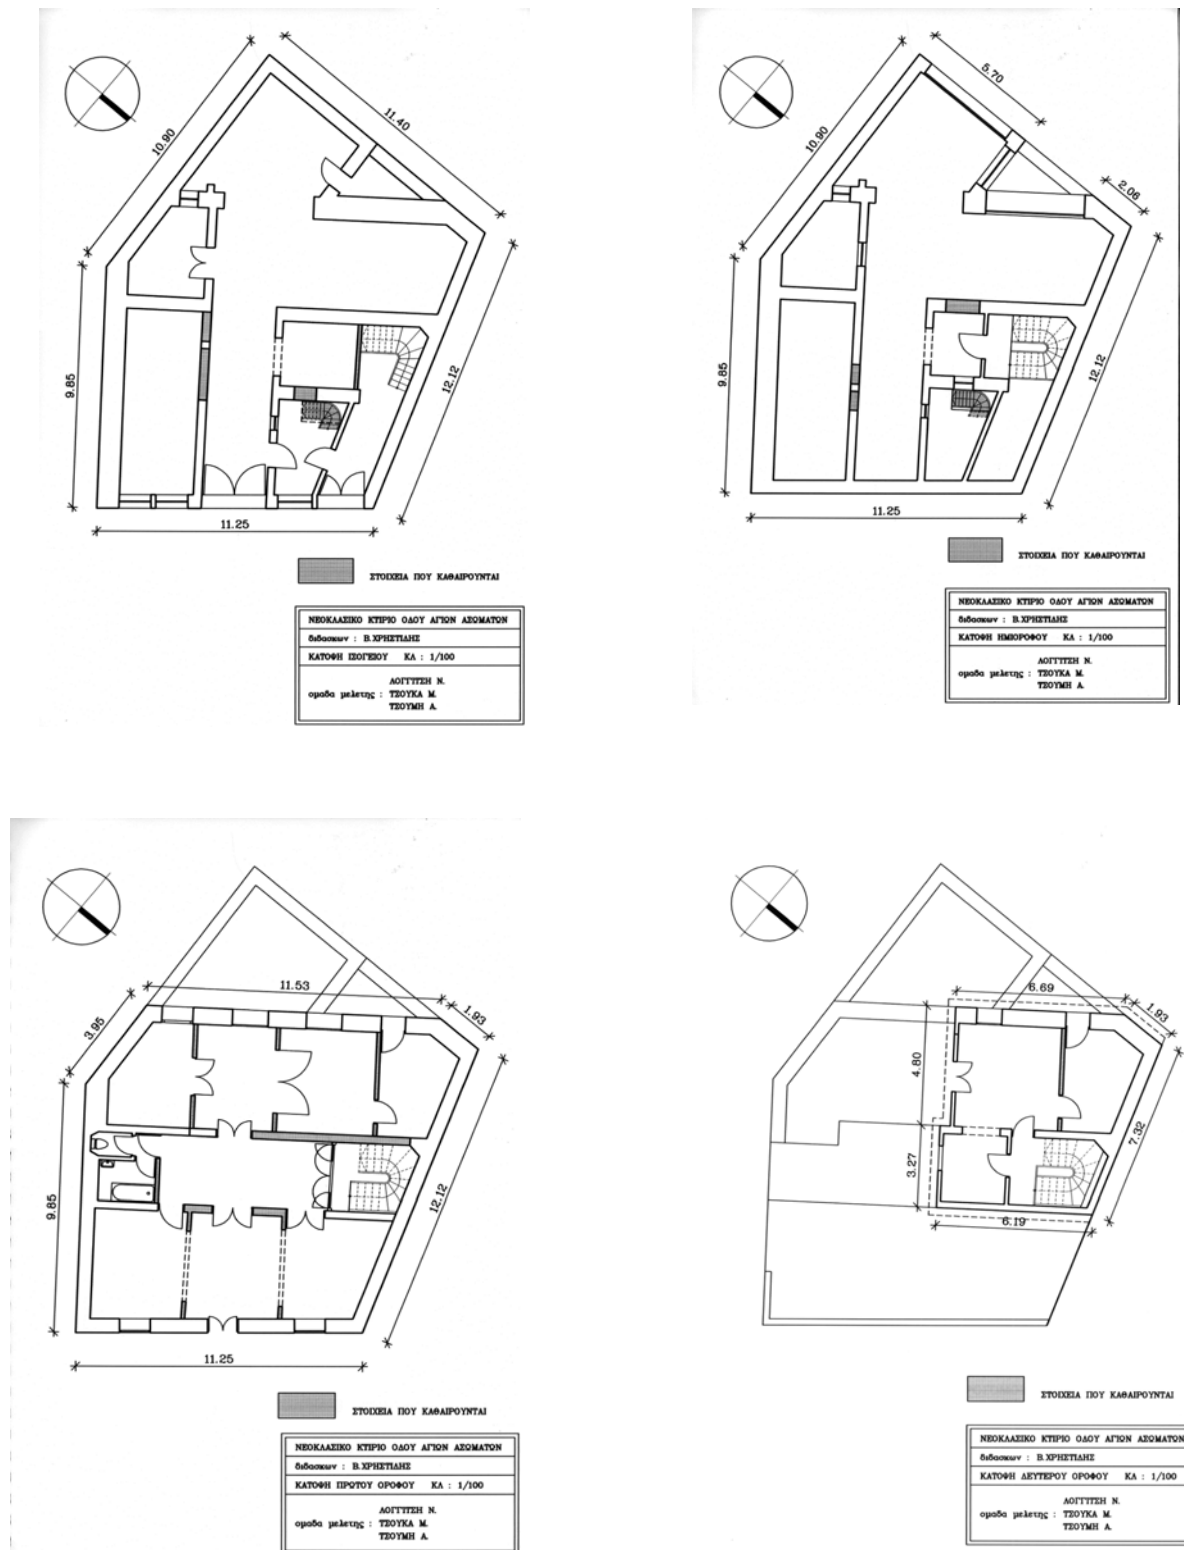 10.90
11.40
9.85
12.12
11.25
ΣΤΟΙΧΕΙΑ ΠΟΥ ΚΑΘΑΙΡΟΥΝΤΑΙ
ΝΕΟΚΛΑΣΙΚΟ ΚΤΙΡΙΟ ΟΔΟΥ ΑΓΙΩΝ ΑΣΩΜΑΤΩΝ
διδασκων : Β.ΧΡΗΣΤΙΔΗΣ
ΚΑΤΟΨΗ ΙΣΟΓΕΙΟΥ ΚΛ : 1/100
ΛΟΓΓΙΤΣΗ Ν.
ομαδα μελετης : ΤΣΟΥΚΑ Μ.
ΤΣΟΥΜΗ Α.
5.70
10.90
2.06
9.85
12.12
11.25
ΣΤΟΙΧΕΙΑ ΠΟΥ ΚΑΘΑΙΡΟΥΝΤΑΙ
ΝΕΟΚΛΑΣΙΚΟ ΚΤΙΡΙΟ ΟΔΟΥ ΑΓΙΩΝ ΑΣΩΜΑΤΩΝ
διδασκων : Β.ΧΡΗΣΤΙΔΗΣ
ΚΑΤΟΨΗ ΗΜΙΟΡΟΦΟΥ ΚΛ : 1/100
ΛΟΓΓΙΤΣΗ Ν.
ομαδα μελετης : ΤΣΟΥΚΑ Μ.
ΤΣΟΥΜΗ Α.
11.53
3.95
1.93
9.85
12.12
11.25
ΣΤΟΙΧΕΙΑ ΠΟΥ ΚΑΘΑΙΡΟΥΝΤΑΙ
ΝΕΟΚΛΑΣΙΚΟ ΚΤΙΡΙΟ ΟΔΟΥ ΑΓΙΩΝ ΑΣΩΜΑΤΩΝ
διδασκων : Β.ΧΡΗΣΤΙΔΗΣ
ΚΑΤΟΨΗ ΠΡΩΤΟΥ ΟΡΟΦΟΥ ΚΛ : 1/100
ΛΟΓΓΙΤΣΗ Ν.
ομαδα μελετης : ΤΣΟΥΚΑ Μ.
ΤΣΟΥΜΗ Α.
6.69
1.93
4.80
7.32
3.27
6.19
ΣΤΟΙΧΕΙΑ ΠΟΥ ΚΑΘΑΙΡΟΥΝΤΑΙ
ΝΕΟΚΛΑΣΙΚΟ ΚΤΙΡΙΟ ΟΔΟΥ ΑΓΙΩΝ ΑΣΩΜΑΤΩΝ
διδασκων : Β.ΧΡΗΣΤΙΔΗΣ
ΚΑΤΟΨΗ ΔΕΥΤΕΡΟΥ ΟΡΟΦΟΥ ΚΛ : 1/100
ΛΟΓΓΙΤΣΗ Ν.
ομαδα μελετης : ΤΣΟΥΚΑ Μ.
ΤΣΟΥΜΗ Α.